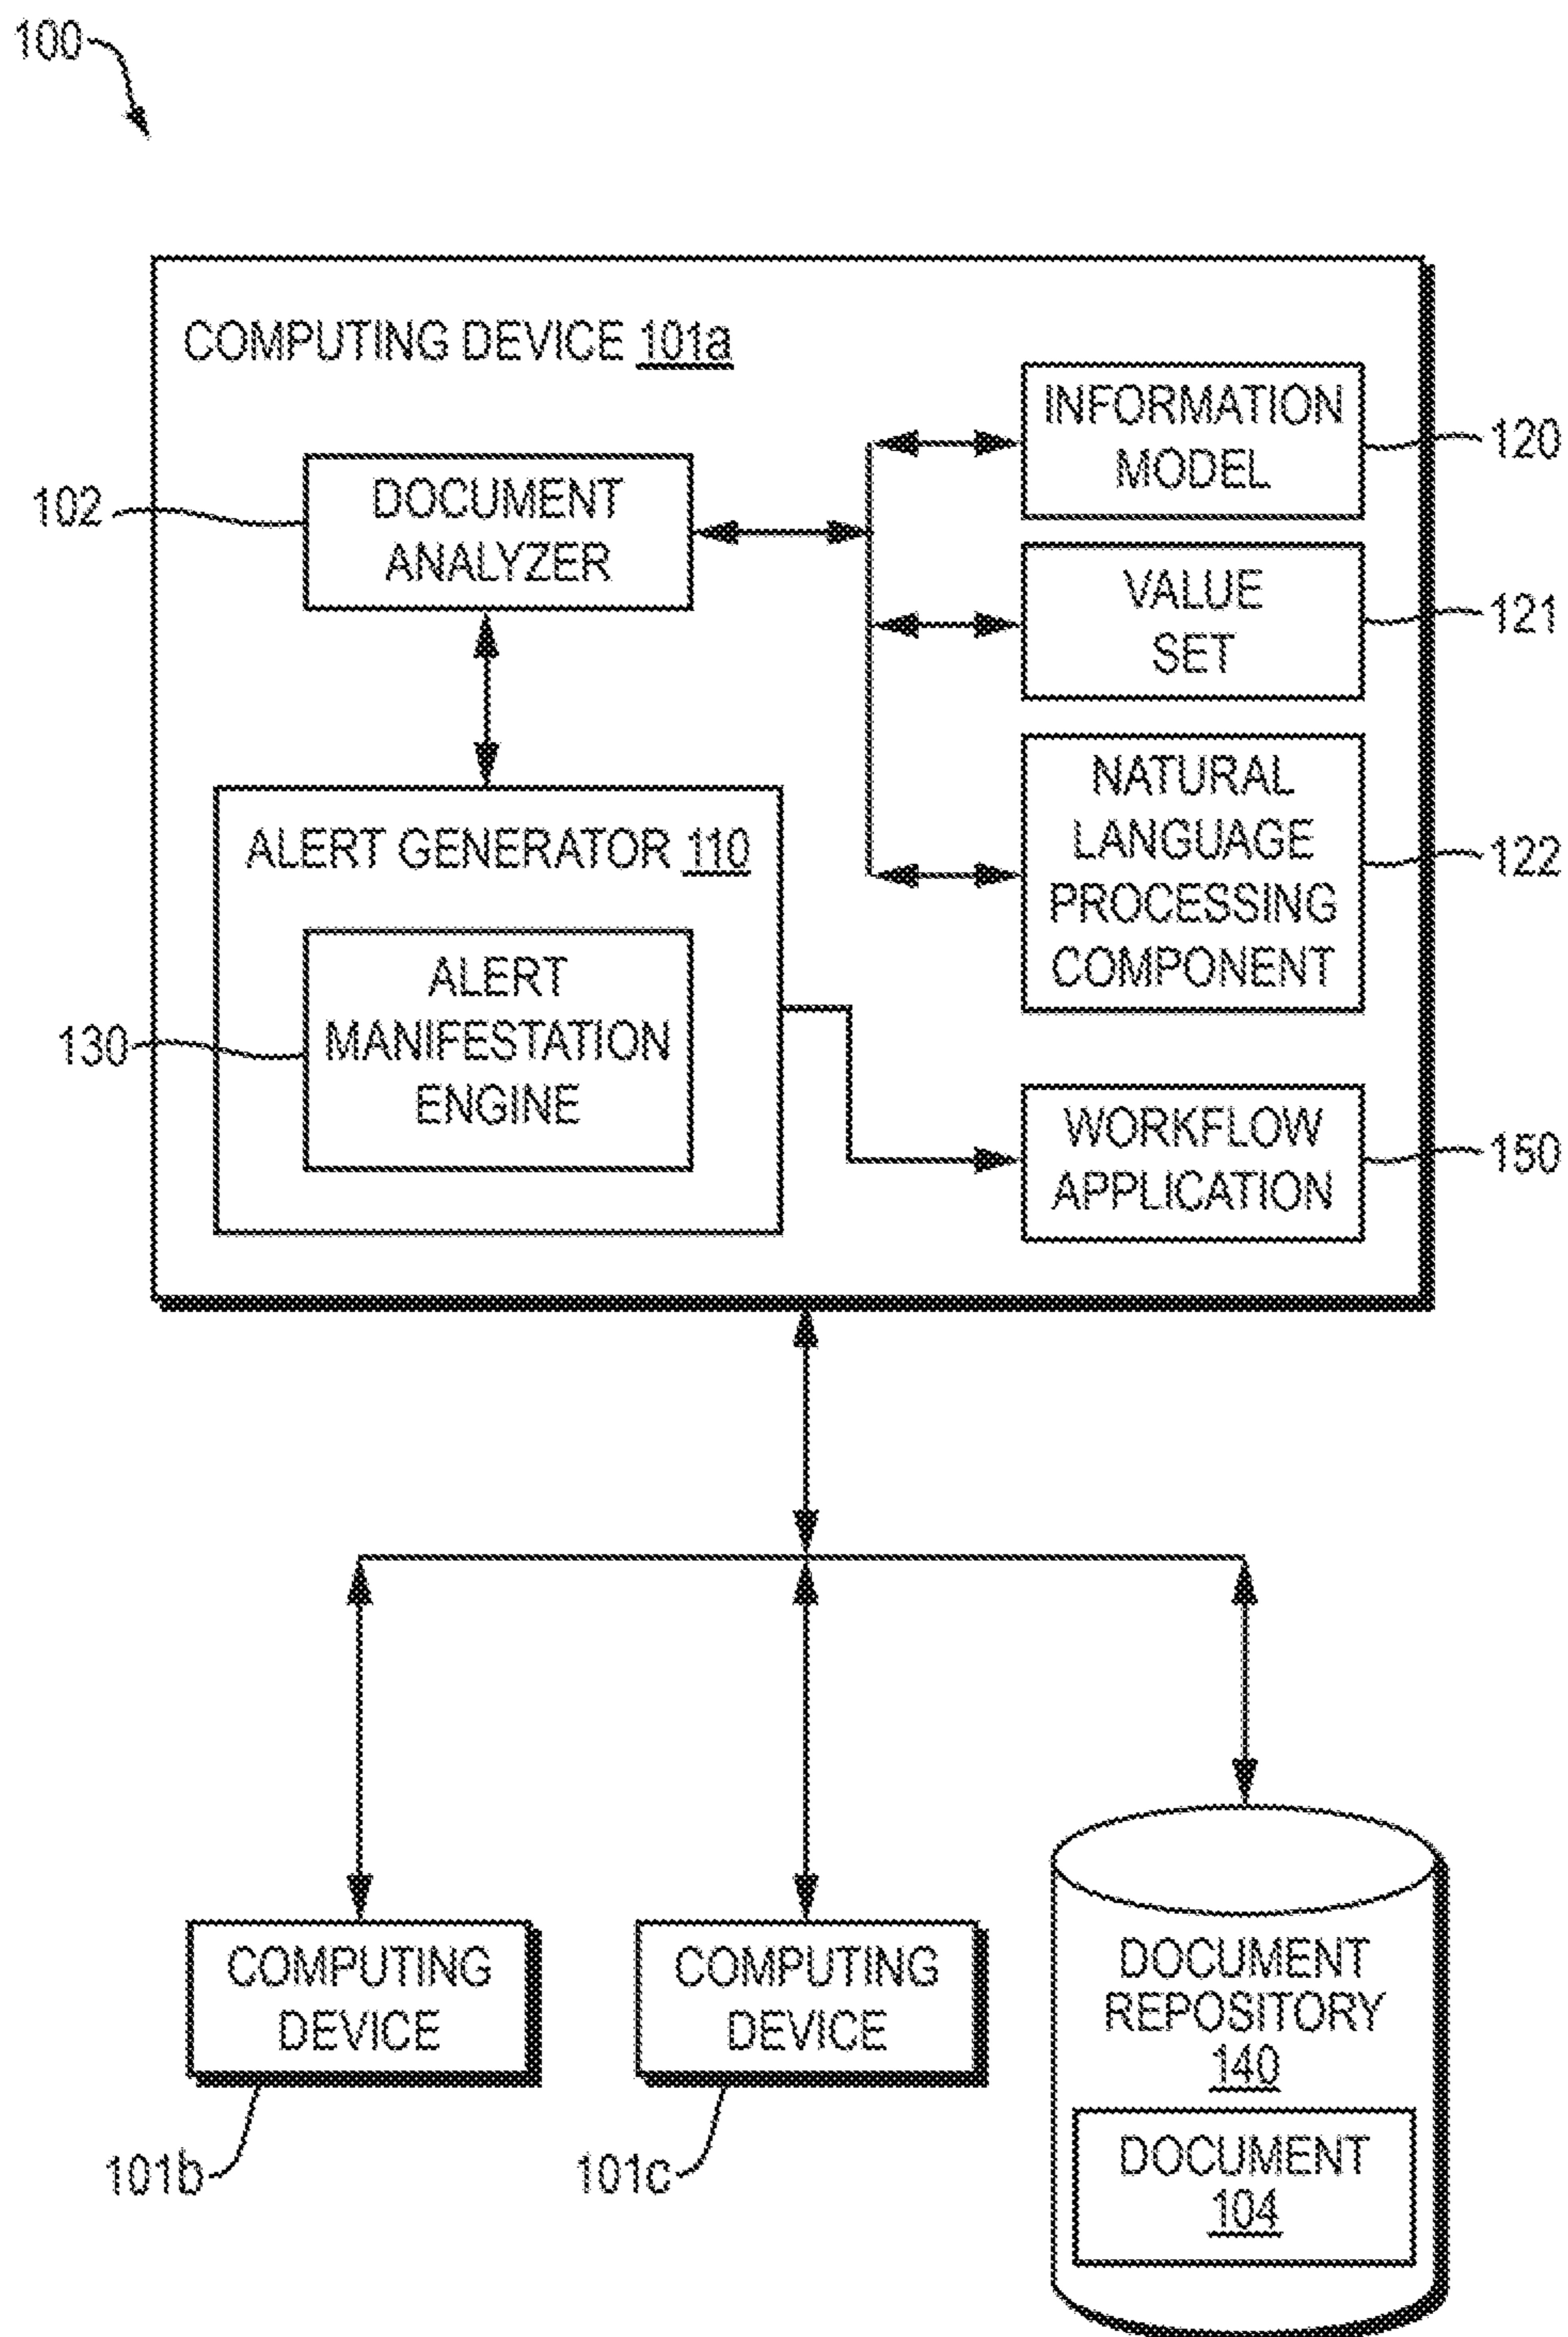 100
COMPUTING DEVICE 101a
INFORMATION
MODEL
120
102
DOCUMENT
ANALYZER
VALUE
SET
121
NATURAL
LANGUAGE
PROCESSING
COMPONENT
122
ALERT GENERATOR 110
ALERT
MANIFESTATION
ENGINE
130
WORKFLOW
APPLICATION
150
COMPUTING
DEVICE
101b
COMPUTING
DEVICE
101c
DOCUMENT
REPOSITORY
140
DOCUMENT
104